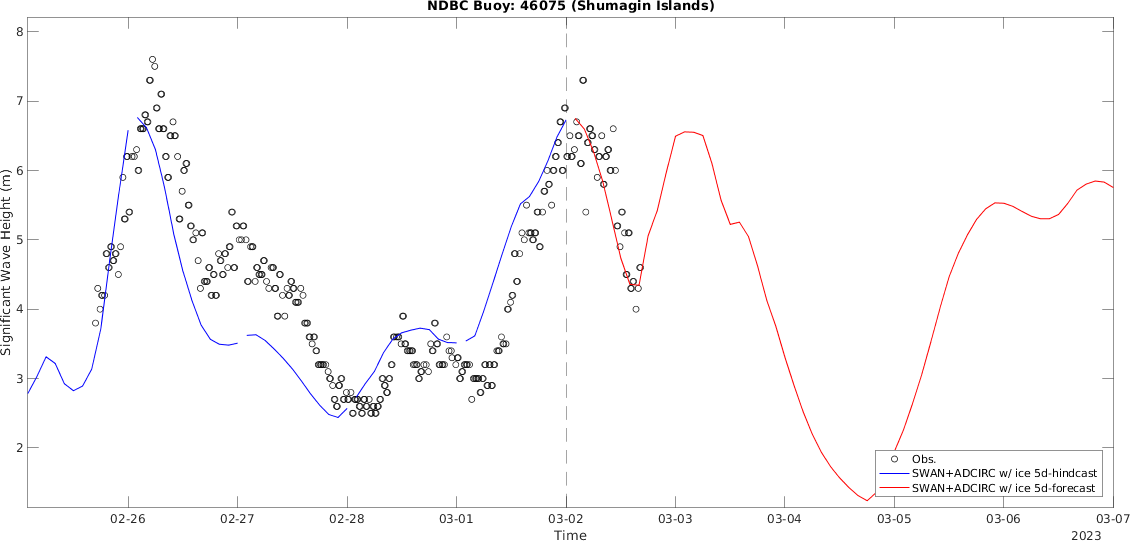 NDBC Buoy: 46075 (Shumagin Islands)
8
7
6
5
4
3
2
Significant Wave Height (m)
Obs.
SWAN+ADCIRC w/ ice 5d-hindcast
SWAN+ADCIRC w/ ice 5d-forecast
02-26 02-27 02-28 03-01 03-02 03-03 03-04 03-05 03-06 03-07
Time
2023